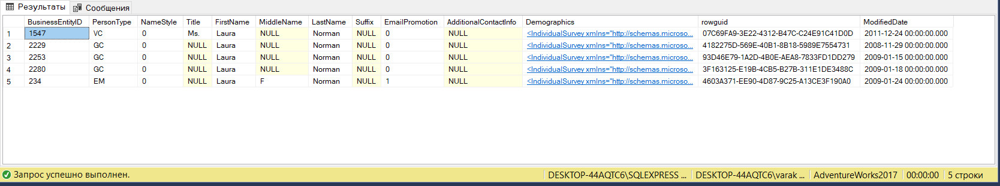 Результаты Сообщения
BusinessEntityID PersonType NameStyle Title FirstName MiddleName LastName Suffix EmailPromotion AdditionalContactInfo Demographics rowguid ModifiedDate
1 1547 VC 0 Ms. Laura NULL Norman NULL 0 NULL <IndividualSurvey xmlns="http://schemas.microso... 07C69FA9-3E22-4312-B47C-C24E91C41D0D 2011-12-24 00:00:00.000
2 2229 GC 0 NULL Laura NULL Norman NULL 0 NULL <IndividualSurvey xmlns="http://schemas.microso... 4182275D-569E-40B1-8B18-5989E7554731 2008-11-29 00:00:00.000
3 2253 GC 0 NULL Laura NULL Norman NULL 0 NULL <IndividualSurvey xmlns="http://schemas.microso... 93D46E79-1A2D-4B0E-AEA8-7833FD1DD279 2009-01-15 00:00:00.000
4 2280 GC 0 NULL Laura NULL Norman NULL 0 NULL <IndividualSurvey xmlns="http://schemas.microso... 3F163125-E19B-4CB5-B27B-311E1DE3488C 2009-01-18 00:00:00.000
5 234 EM 0 NULL Laura F Norman NULL 1 NULL <IndividualSurvey xmlns="http://schemas.microso... 4603A371-EE90-4D87-9C25-A13CE3F190A0 2009-01-24 00:00:00.000
Запрос успешно выполнен. DESKTOP-44AQTC6\SQLEXPRESS ... DESKTOP-44AQTC6\varak ... AdventureWorks2017 00:00:00 5 строки